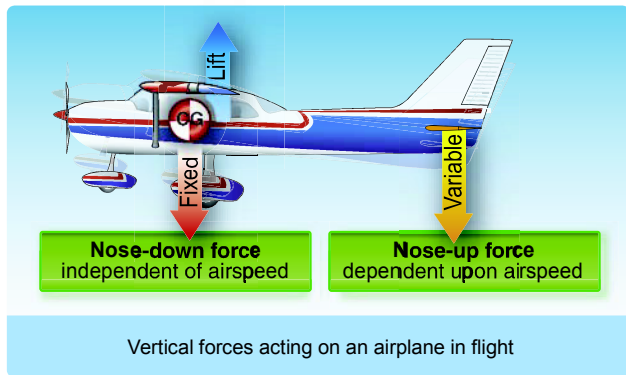 Lift
CG
Fixed
Variable
Nose-down force
independent of airspeed
Nose-up force
dependent upon airspeed
Vertical forces acting on an airplane in flight